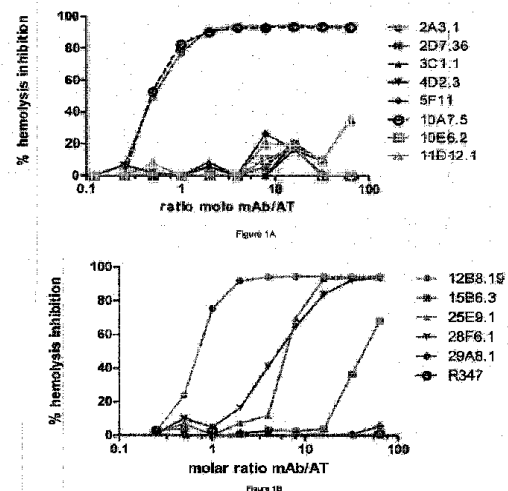 100
80
60
40
20
0
0.1
1
10
100
% hemolysis inhibition
ratio mole mAb/AT
2A3.1
2D7.36
3C1.1
4D2.3
5F11
10A7.5
10E6.2
11D12.1
Figure 1A
100
80
60
40
20
0
0.1
1
10
100
% hemolysis inhibition
molar ratio mAb/AT
12B8.19
15B6.3
25E9.1
28F6.1
29A8.1
R347
Figure 1B